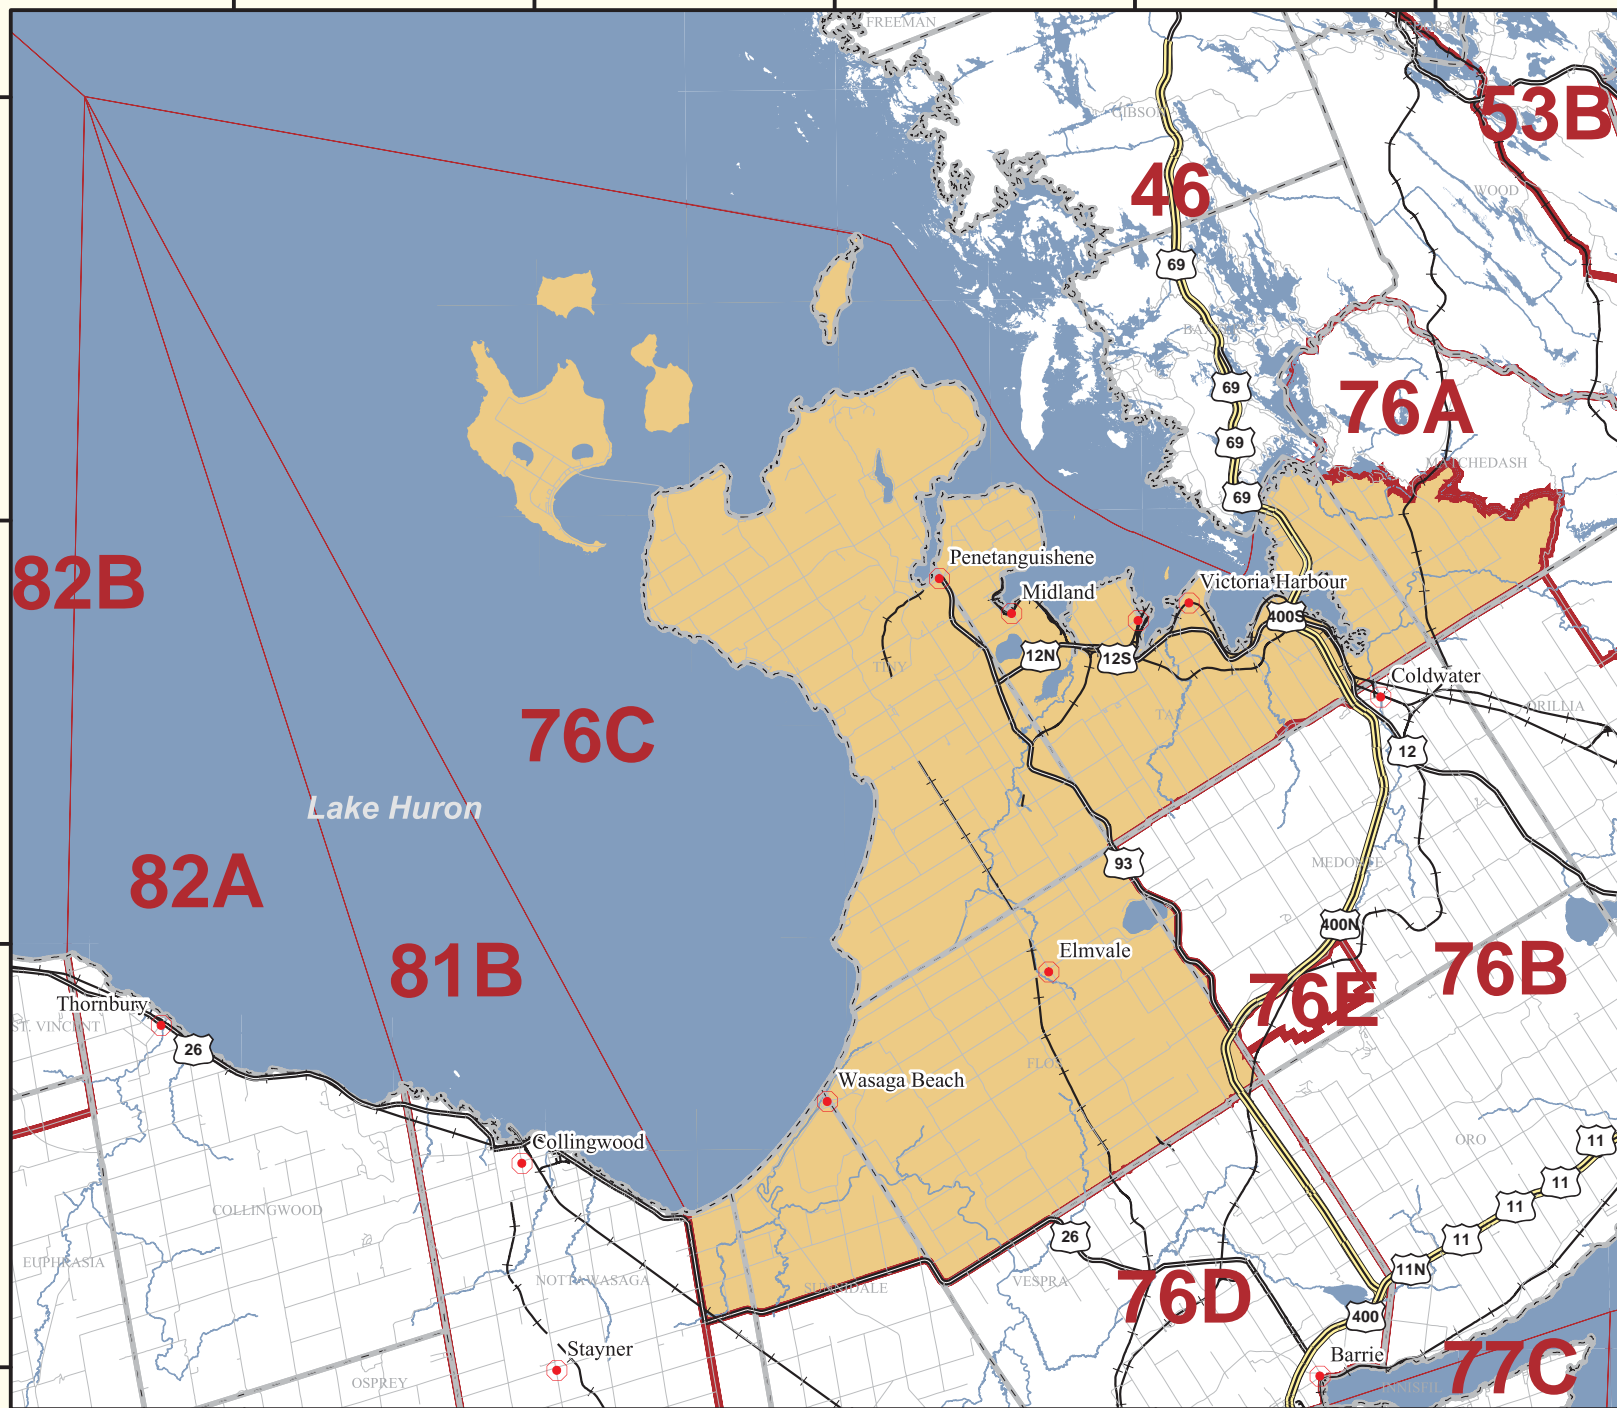 FREEMAN
53B
GIBSON
46
WOOD
69
BAXTER
69
76A
69
MATCHEDASH
69
Penetanguishene
82B
Victoria Harbour
Midland
400S
12N
12S
TINY
Coldwater
TAY
ORILLIA
76C
12
Lake Huron
93
MEDONTE
82A
400N
76B
Elmvale
81B
76E
Thornbury
ST. VINCENT
26
FLOS
Wasaga Beach
Collingwood
11
ORO
11
11
COLLINGWOOD
26
11
EUPHRASIA
11N
NOTTAWASAGA
VESPRA
SUNNIDALE
76D
400
Stayner
Barrie
77C
OSPREY
INNISFIL